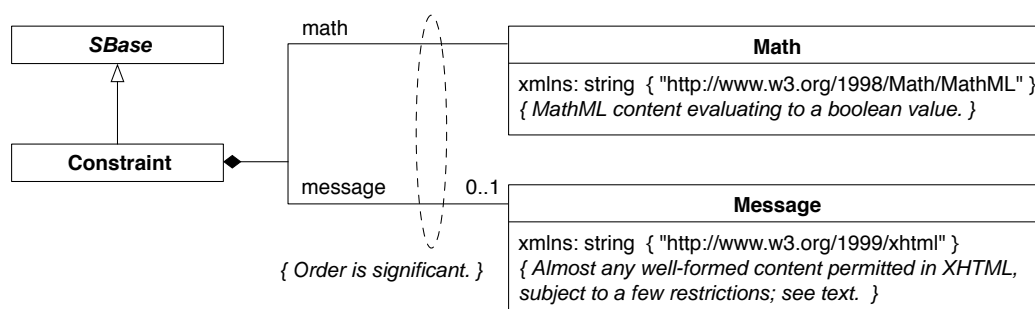 SBase
math
Math
xmlns: string { "http://www.w3.org/1998/Math/MathML" }
{ MathML content evaluating to a boolean value. }
Constraint
message 0..1
Message
xmlns: string { "http://www.w3.org/1999/xhtml" }
{ Order is significant. }
{ Almost any well-formed content permitted in XHTML,
subject to a few restrictions; see text. }